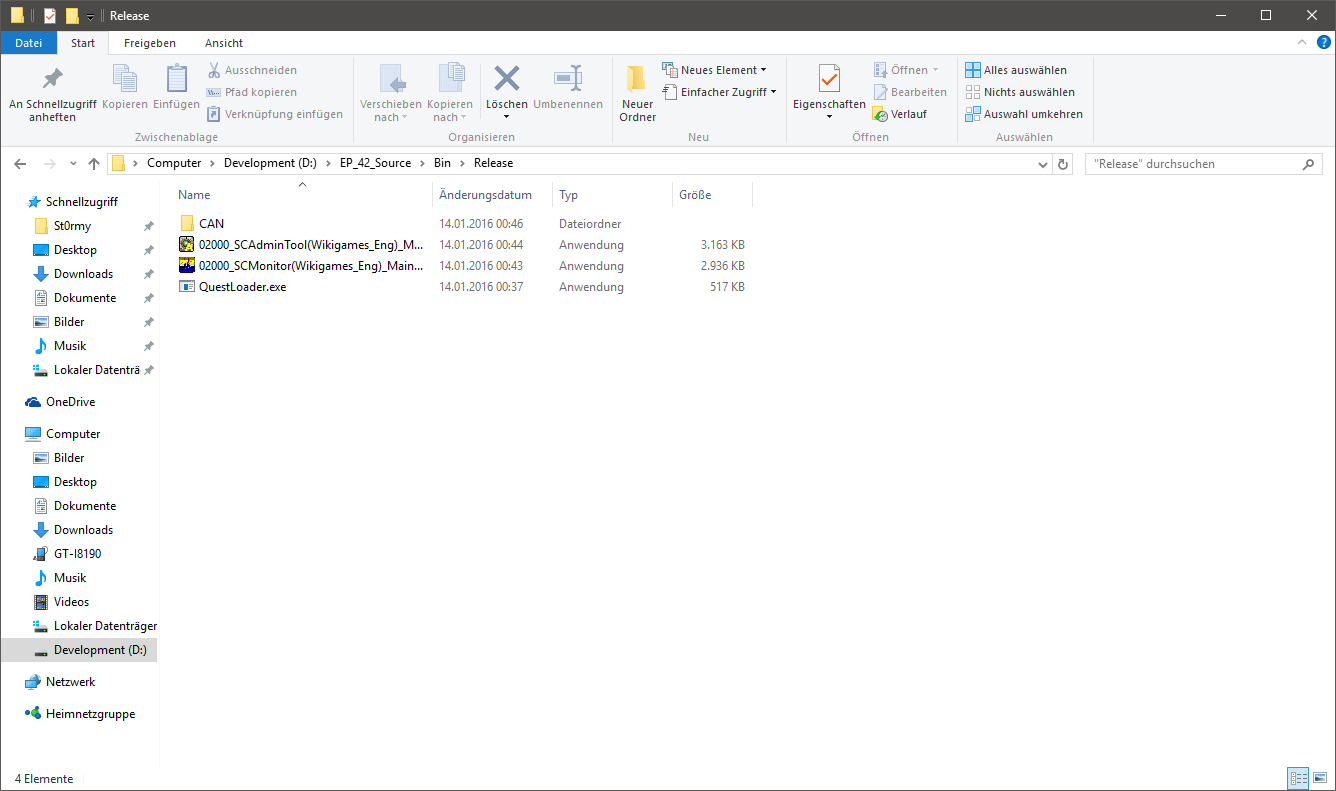 Release
Datei Start Freigeben Ansicht
An Schnellzugriff anheften
Kopieren
Einfügen
Ausschneiden
Pfad kopieren
Verknüpfung einfügen
Zwischenablage
Verschieben nach
Kopieren nach
Löschen
Umbenennen
Organisieren
Neuer Ordner
Neues Element
Einfacher Zugriff
Neu
Eigenschaften
Öffnen
Bearbeiten
Verlauf
Öffnen
Alles auswählen
Nichts auswählen
Auswahl umkehren
Auswählen
Computer > Development (D:) > EP_42_Source > Bin > Release
"Release" durchsuchen
Schnellzugriff
St0rmy
Desktop
Downloads
Dokumente
Bilder
Musik
Lokaler Datenträ
OneDrive
Computer
Bilder
Desktop
Dokumente
Downloads
GT-I8190
Musik
Videos
Lokaler Datenträger
Development (D:)
Netzwerk
Heimnetzgruppe
Name Änderungsdatum Typ Größe
CAN 14.01.2016 00:46 Dateiordner
02000_SCAdminTool(Wikigames_Eng)_M... 14.01.2016 00:44 Anwendung 3.163 KB
02000_SCMonitor(Wikigames_Eng)_Main... 14.01.2016 00:43 Anwendung 2.936 KB
QuestLoader.exe 14.01.2016 00:37 Anwendung 517 KB
4 Elemente